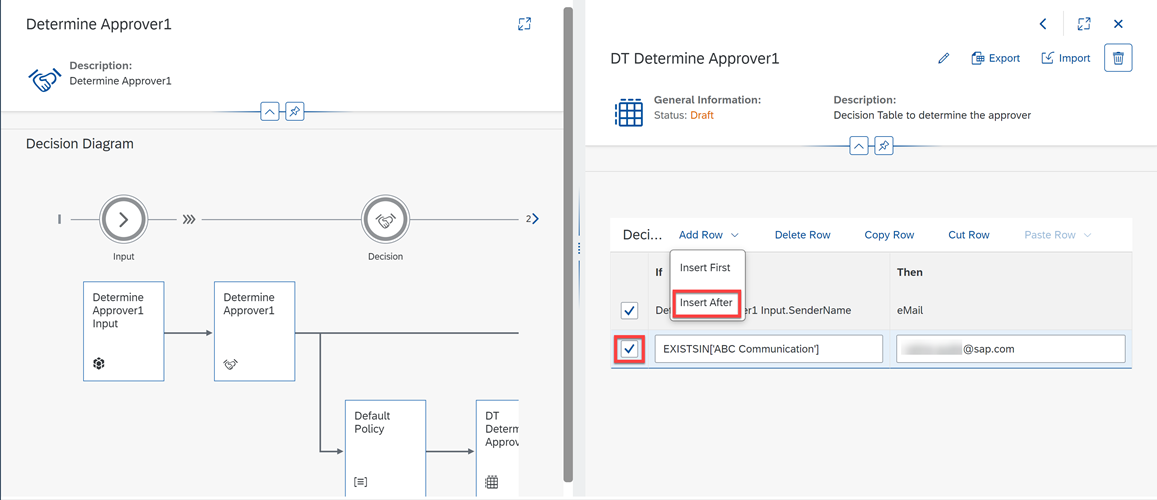 Determine Approver1
Description:
Determine Approver1
Decision Diagram
2
Input
Decision
Determine
Approver1
Input
Determine
Approver1
Default
Policy
DT
Determ
Approv
DT Determine Approver1
Export
Import
General Information:
Status: Draft
Description:
Decision Table to determine the approver
Deci...
Add Row
Delete Row
Copy Row
Cut Row
Paste Row
Insert First
Insert After
If
Then
De r1 Input.SenderName
eMail
EXISTSIN['ABC Communication']
@sap.com